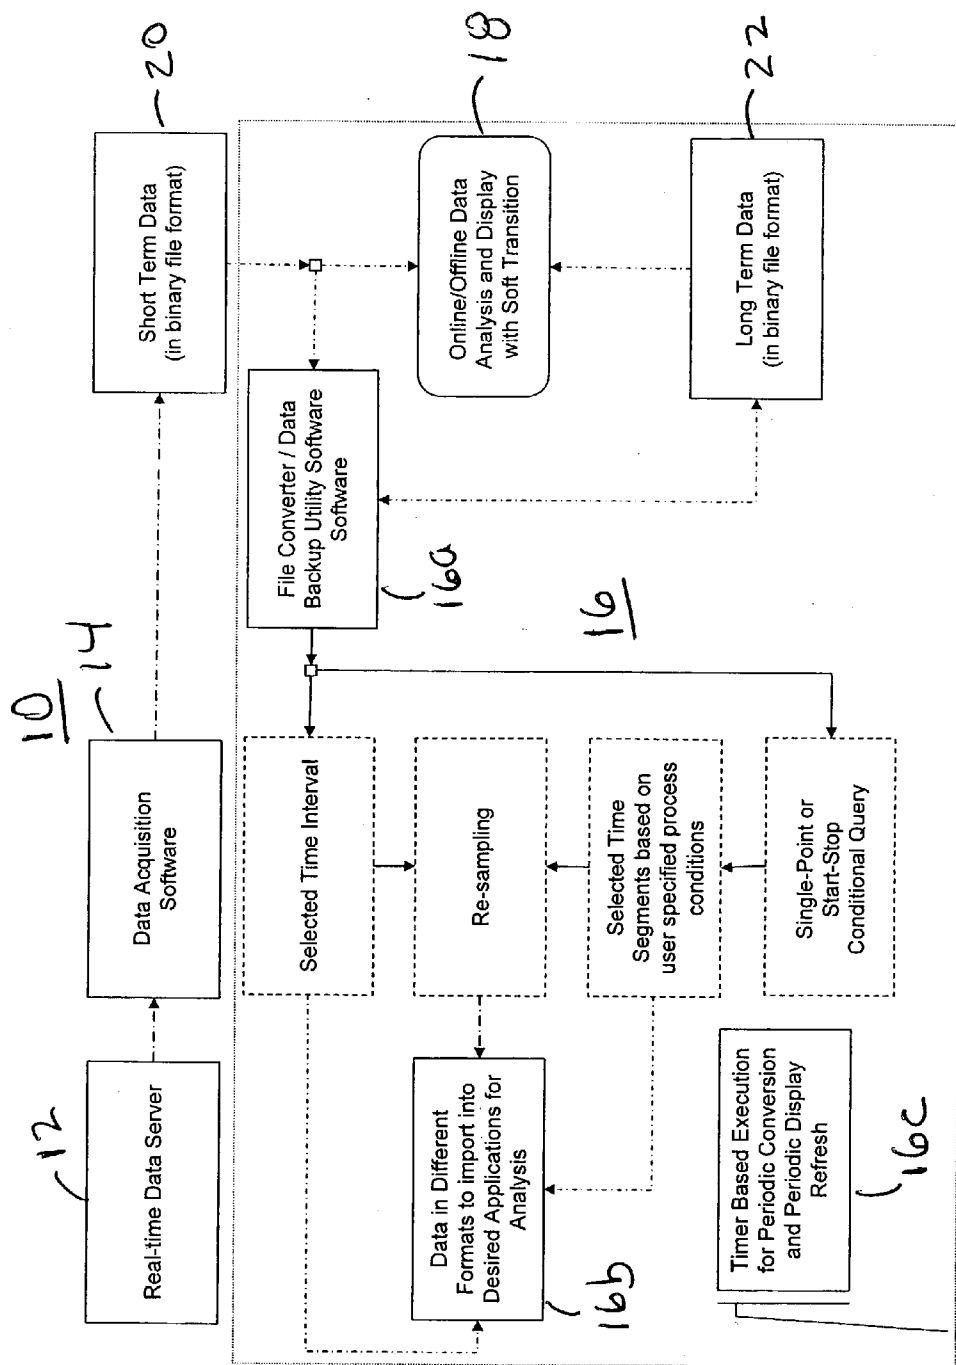 10
12
Real-time Data Server
14
Data Acquisition
Software
20
Short Term Data
(in binary file format)
Selected Time Interval
File Converter / Data
Backup Utility Software
Software
16a
Data in Different
Formats to import into
Desired Applications for
Analysis
16b
Re-sampling
Online/Offline Data
Analysis and Display
with Soft Transition
18
16
Selected Time
Segments based on
user specified process
conditions
Timer Based Execution
for Periodic Conversion
and Periodic Display
Refresh
16c
Single-Point or
Start-Stop
Conditional Query
Long Term Data
(in binary file format)
22